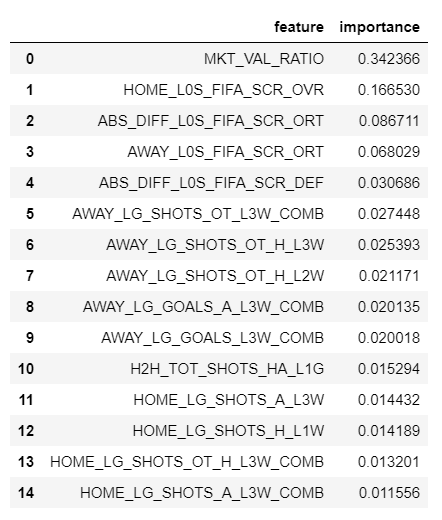 feature importance
0 MKT_VAL_RATIO 0.342366
1 HOME_L0S_FIFA_SCR_OVR 0.166530
2 ABS_DIFF_L0S_FIFA_SCR_ORT 0.086711
3 AWAY_L0S_FIFA_SCR_ORT 0.068029
4 ABS_DIFF_L0S_FIFA_SCR_DEF 0.030686
5 AWAY_LG_SHOTS_OT_L3W_COMB 0.027448
6 AWAY_LG_SHOTS_OT_H_L3W 0.025393
7 AWAY_LG_SHOTS_OT_H_L2W 0.021171
8 AWAY_LG_GOALS_A_L3W_COMB 0.020135
9 AWAY_LG_GOALS_L3W_COMB 0.020018
10 H2H_TOT_SHOTS_HA_L1G 0.015294
11 HOME_LG_SHOTS_A_L3W 0.014432
12 HOME_LG_SHOTS_H_L1W 0.014189
13 HOME_LG_SHOTS_OT_H_L3W_COMB 0.013201
14 HOME_LG_SHOTS_A_L3W_COMB 0.011556